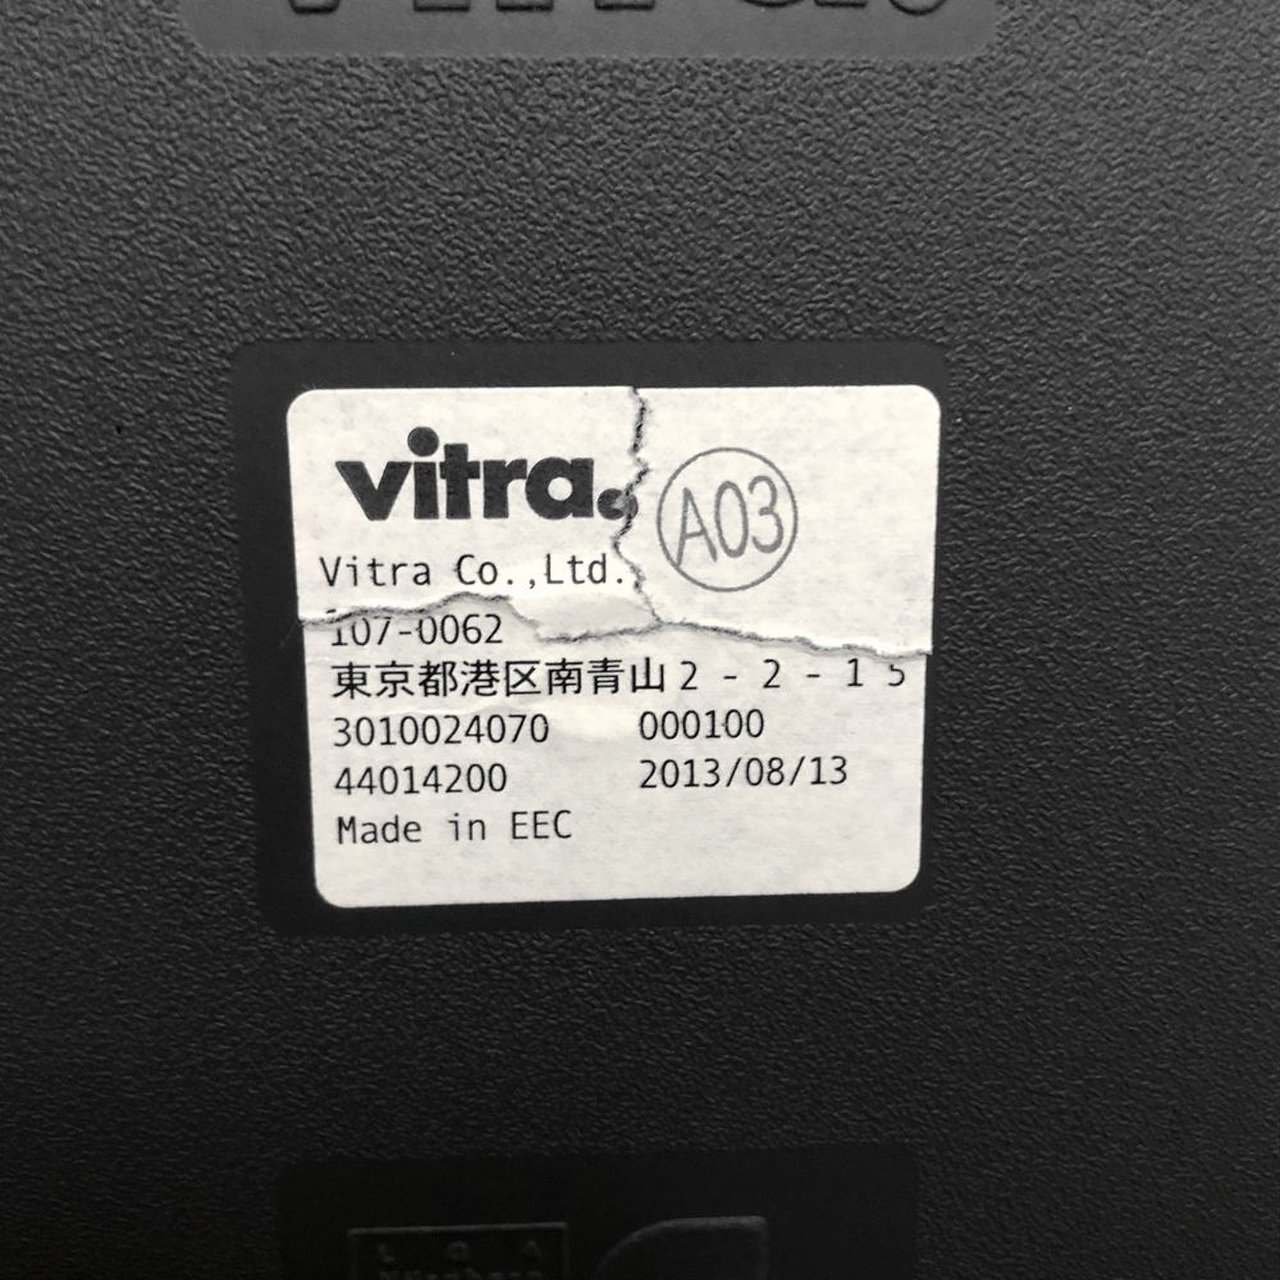 vitra.
A03
Vitra Co.,Ltd.
107-0062
東京都港区南青山2-2-15
3010024070 000100
44014200 2013/08/13
Made in EEC
L G A